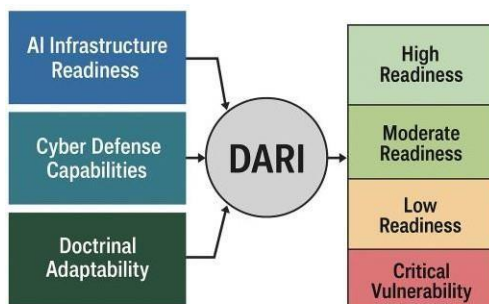 AI Infrastructure
Readiness
Cyber Defense
Capabilities
Doctrinal
Adaptability
DARI
High
Readiness
Moderate
Readiness
Low
Readiness
Critical
Vulnerability